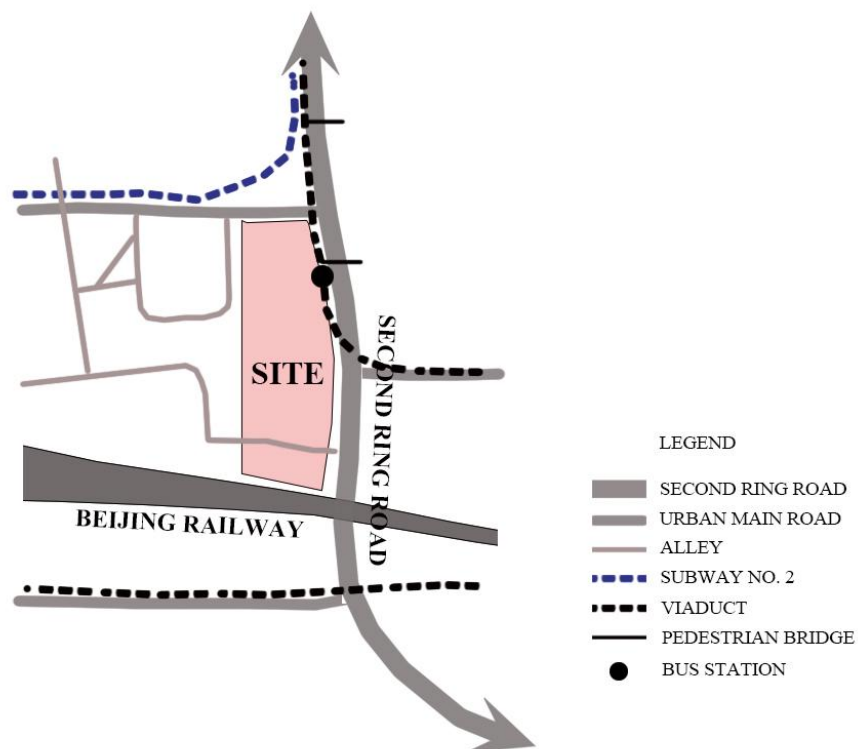 SITE
SECOND RING ROAD
BEIJING RAILWAY
LEGEND
SECOND RING ROAD
URBAN MAIN ROAD
ALLEY
SUBWAY NO. 2
VIADUCT
PEDESTRIAN BRIDGE
BUS STATION